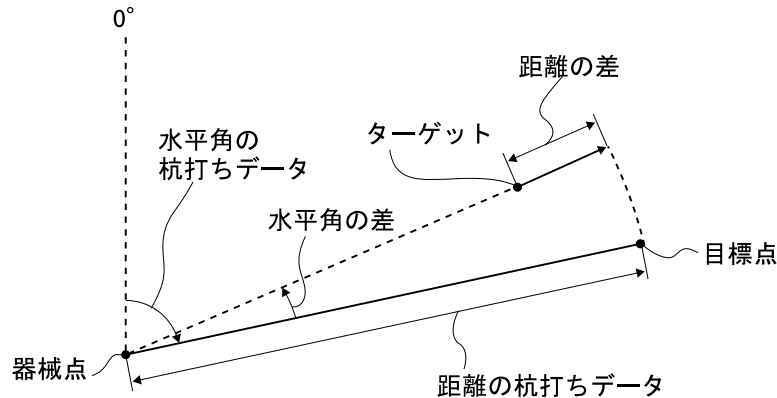 0°
距離の差
水平角の
杭打ちデータ
ターゲット
水平角の差
目標点
器械点
距離の杭打ちデータ